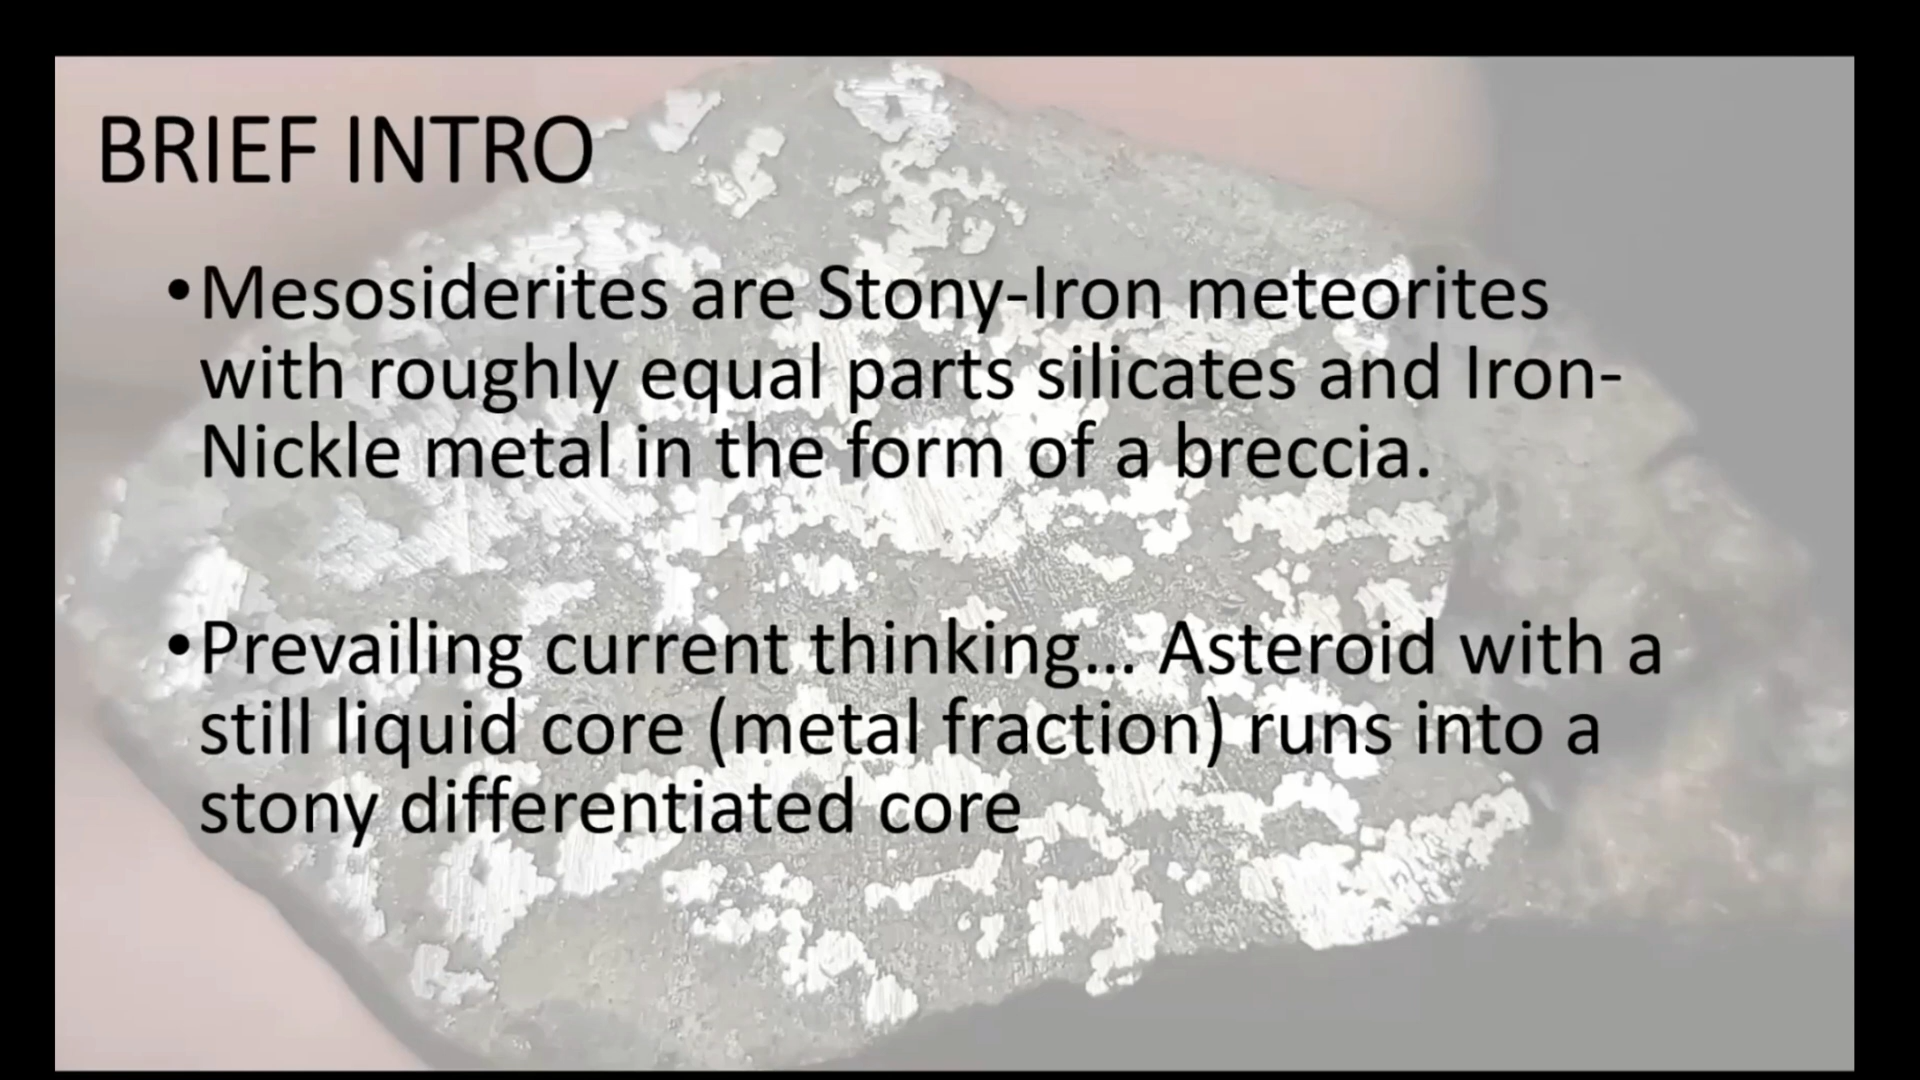 BRIEF INTRO
•Mesosiderites are Stony-Iron meteorites
with roughly equal parts silicates and Iron-
Nickle metal in the form of a breccia.
•Prevailing current thinking... Asteroid with a
still liquid core (metal fraction) runs into a
stony differentiated core